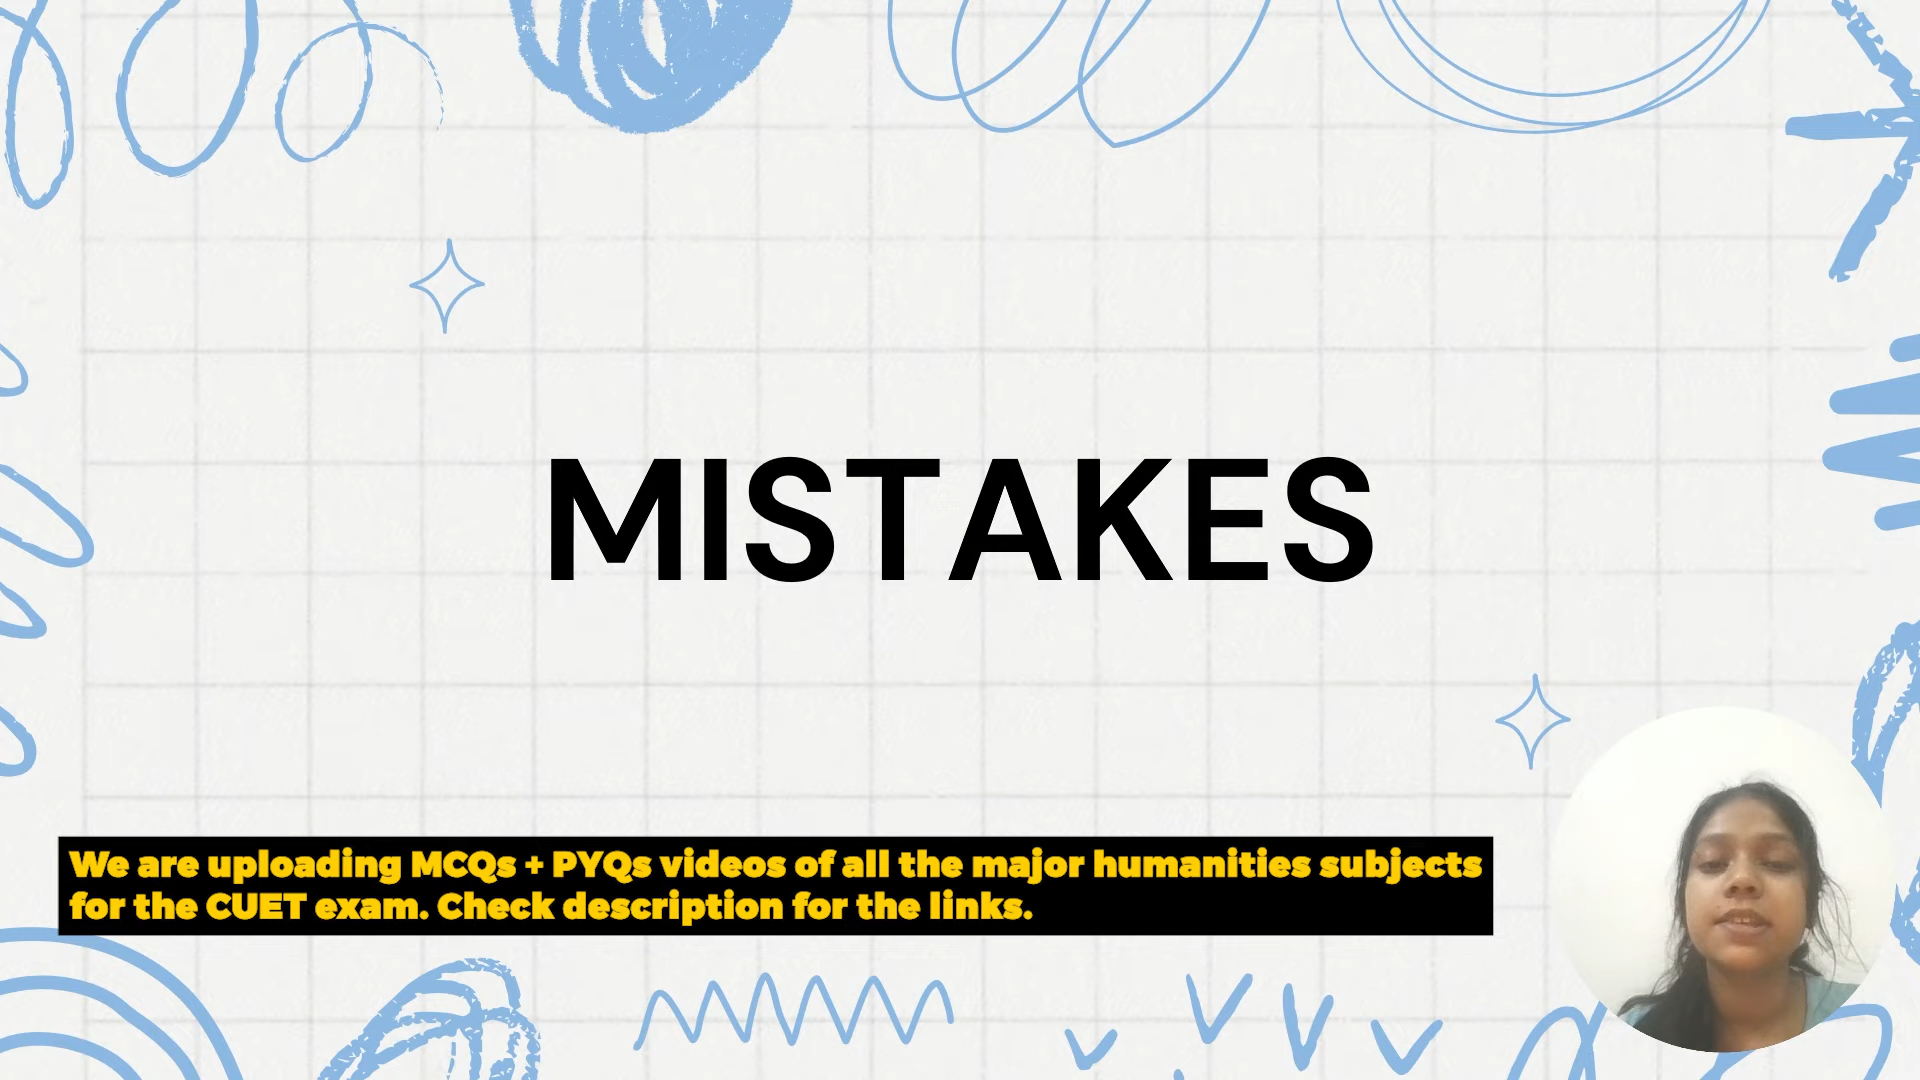 MISTAKES
We are uploading MCQs + PYQs videos of all the major humanities subjects
for the CUET exam. Check description for the links.